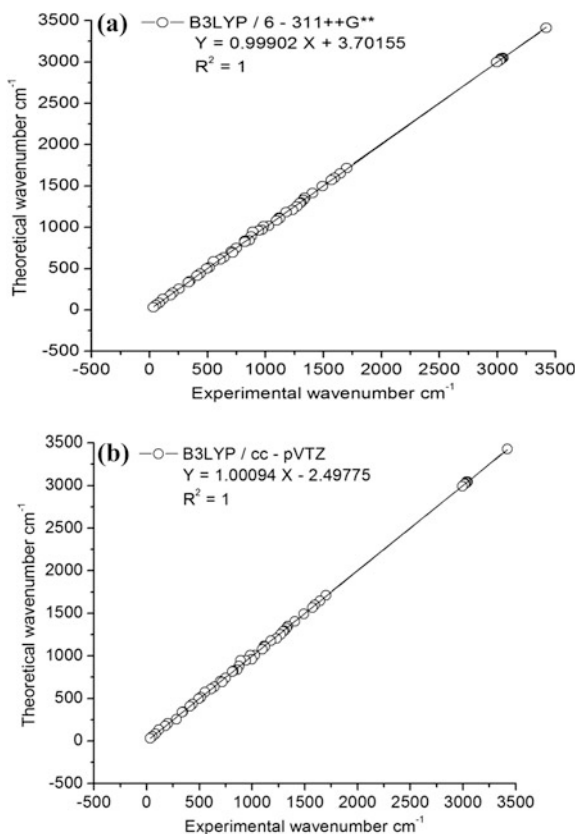 (a)
B3LYP / 6 - 311++G**
Y = 0.99902 X + 3.70155
R² = 1
3500
3000
2500
2000
1500
1000
500
0
-500
Theoretical wavenumber cm⁻¹
-500 0 500 1000 1500 2000 2500 3000 3500
Experimental wavenumber cm⁻¹
(b)
B3LYP / cc - pVTZ
Y = 1.00094 X - 2.49775
R² = 1
3500
3000
2500
2000
1500
1000
500
0
-500
Theoretical wavenumber cm⁻¹
-500 0 500 1000 1500 2000 2500 3000 3500
Experimental wavenumber cm⁻¹